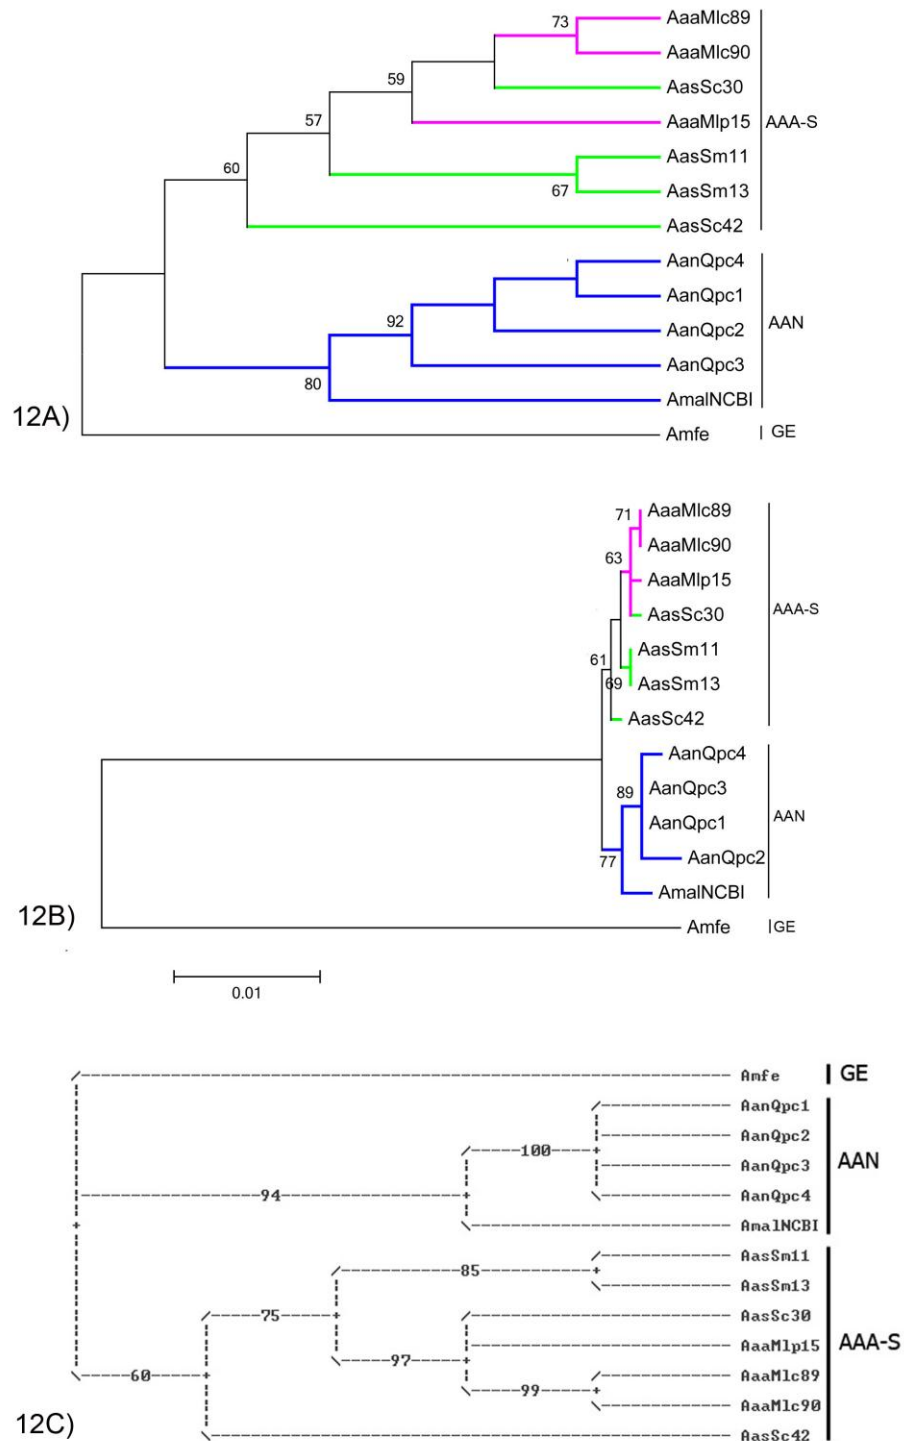 73
AaaMlc89
AaaMlc90
59
AasSc30
57
AaaMlp15
AAA-S
60
AasSm11
67
AasSm13
AasSc42
AanQpc4
AanQpc1
92
AanQpc2
AAN
80
AanQpc3
AmalNCBI
12A)
Amfe
GE
71
AaaMlc89
AaaMlc90
63
AaaMlp15
AasSc30
AAA-S
61
AasSm11
69
AasSm13
AasSc42
AanQpc4
89
AanQpc3
AanQpc1
AAN
77
AanQpc2
AmalNCBI
12B)
Amfe
GE
0.01
Amfe
GE
AanQpc1
AanQpc2
100
AanQpc3
AAN
94
AanQpc4
AmalNCBI
AasSm11
85
AasSm13
75
AasSc30
AaaMlp15
AAA-S
97
60
AaaMlc89
99
AaaMlc90
12C)
AasSc42